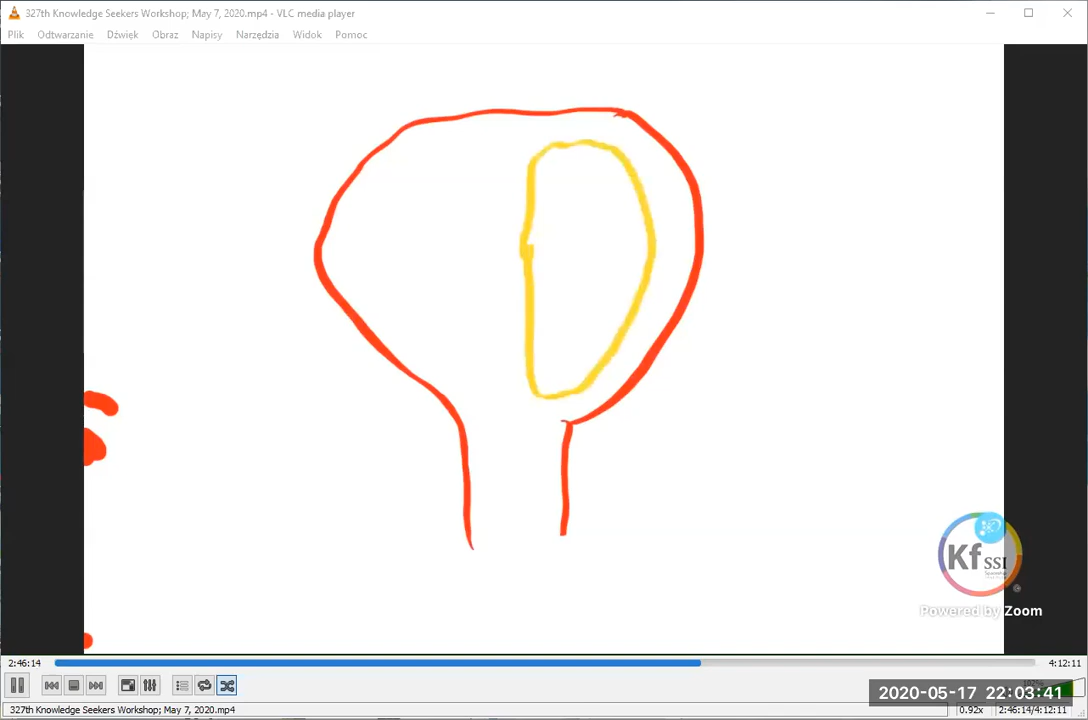 327th Knowledge Seekers Workshop; May 7, 2020.mp4 - VLC media player
Plik Odtwarzanie Dźwięk Obraz Napisy Narzędzia Widok Pomoc
Kf SSI
Powered by Zoom
2:46:14 4:12:11
2020-05-17 22:03:41
327th Knowledge Seekers Workshop; May 7, 2020.mp4 0.92x 2:46:14/4:12:11